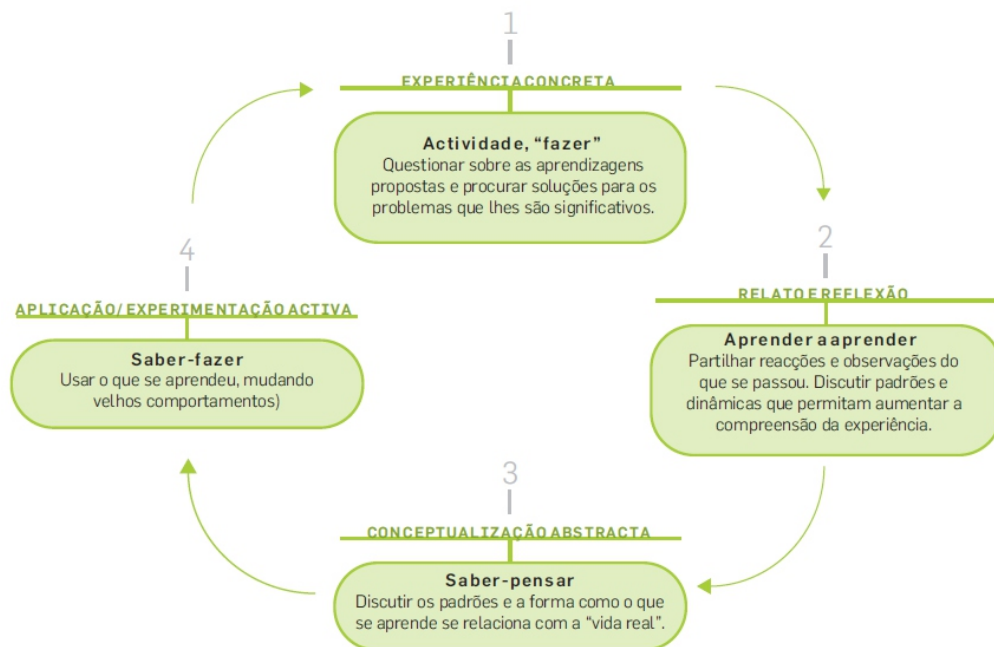 1
EXPERIÊNCIA CONCRETA
Actividade, “fazer”
Questionar sobre as aprendizagens
propostas e procurar soluções para os
problemas que lhes são significativos.
2
RELATO E REFLEXÃO
Aprender a aprender
Partilhar reacções e observações do
que se passou. Discutir padrões e
dinâmicas que permitam aumentar a
compreensão da experiência.
3
CONCEPTUALIZAÇÃO ABSTRACTA
Saber-pensar
Discutir os padrões e a forma como o que
se aprende se relaciona com a “vida real”.
4
APLICAÇÃO/ EXPERIMENTAÇÃO ACTIVA
Saber-fazer
Usar o que se aprendeu, mudando
velhos comportamentos)